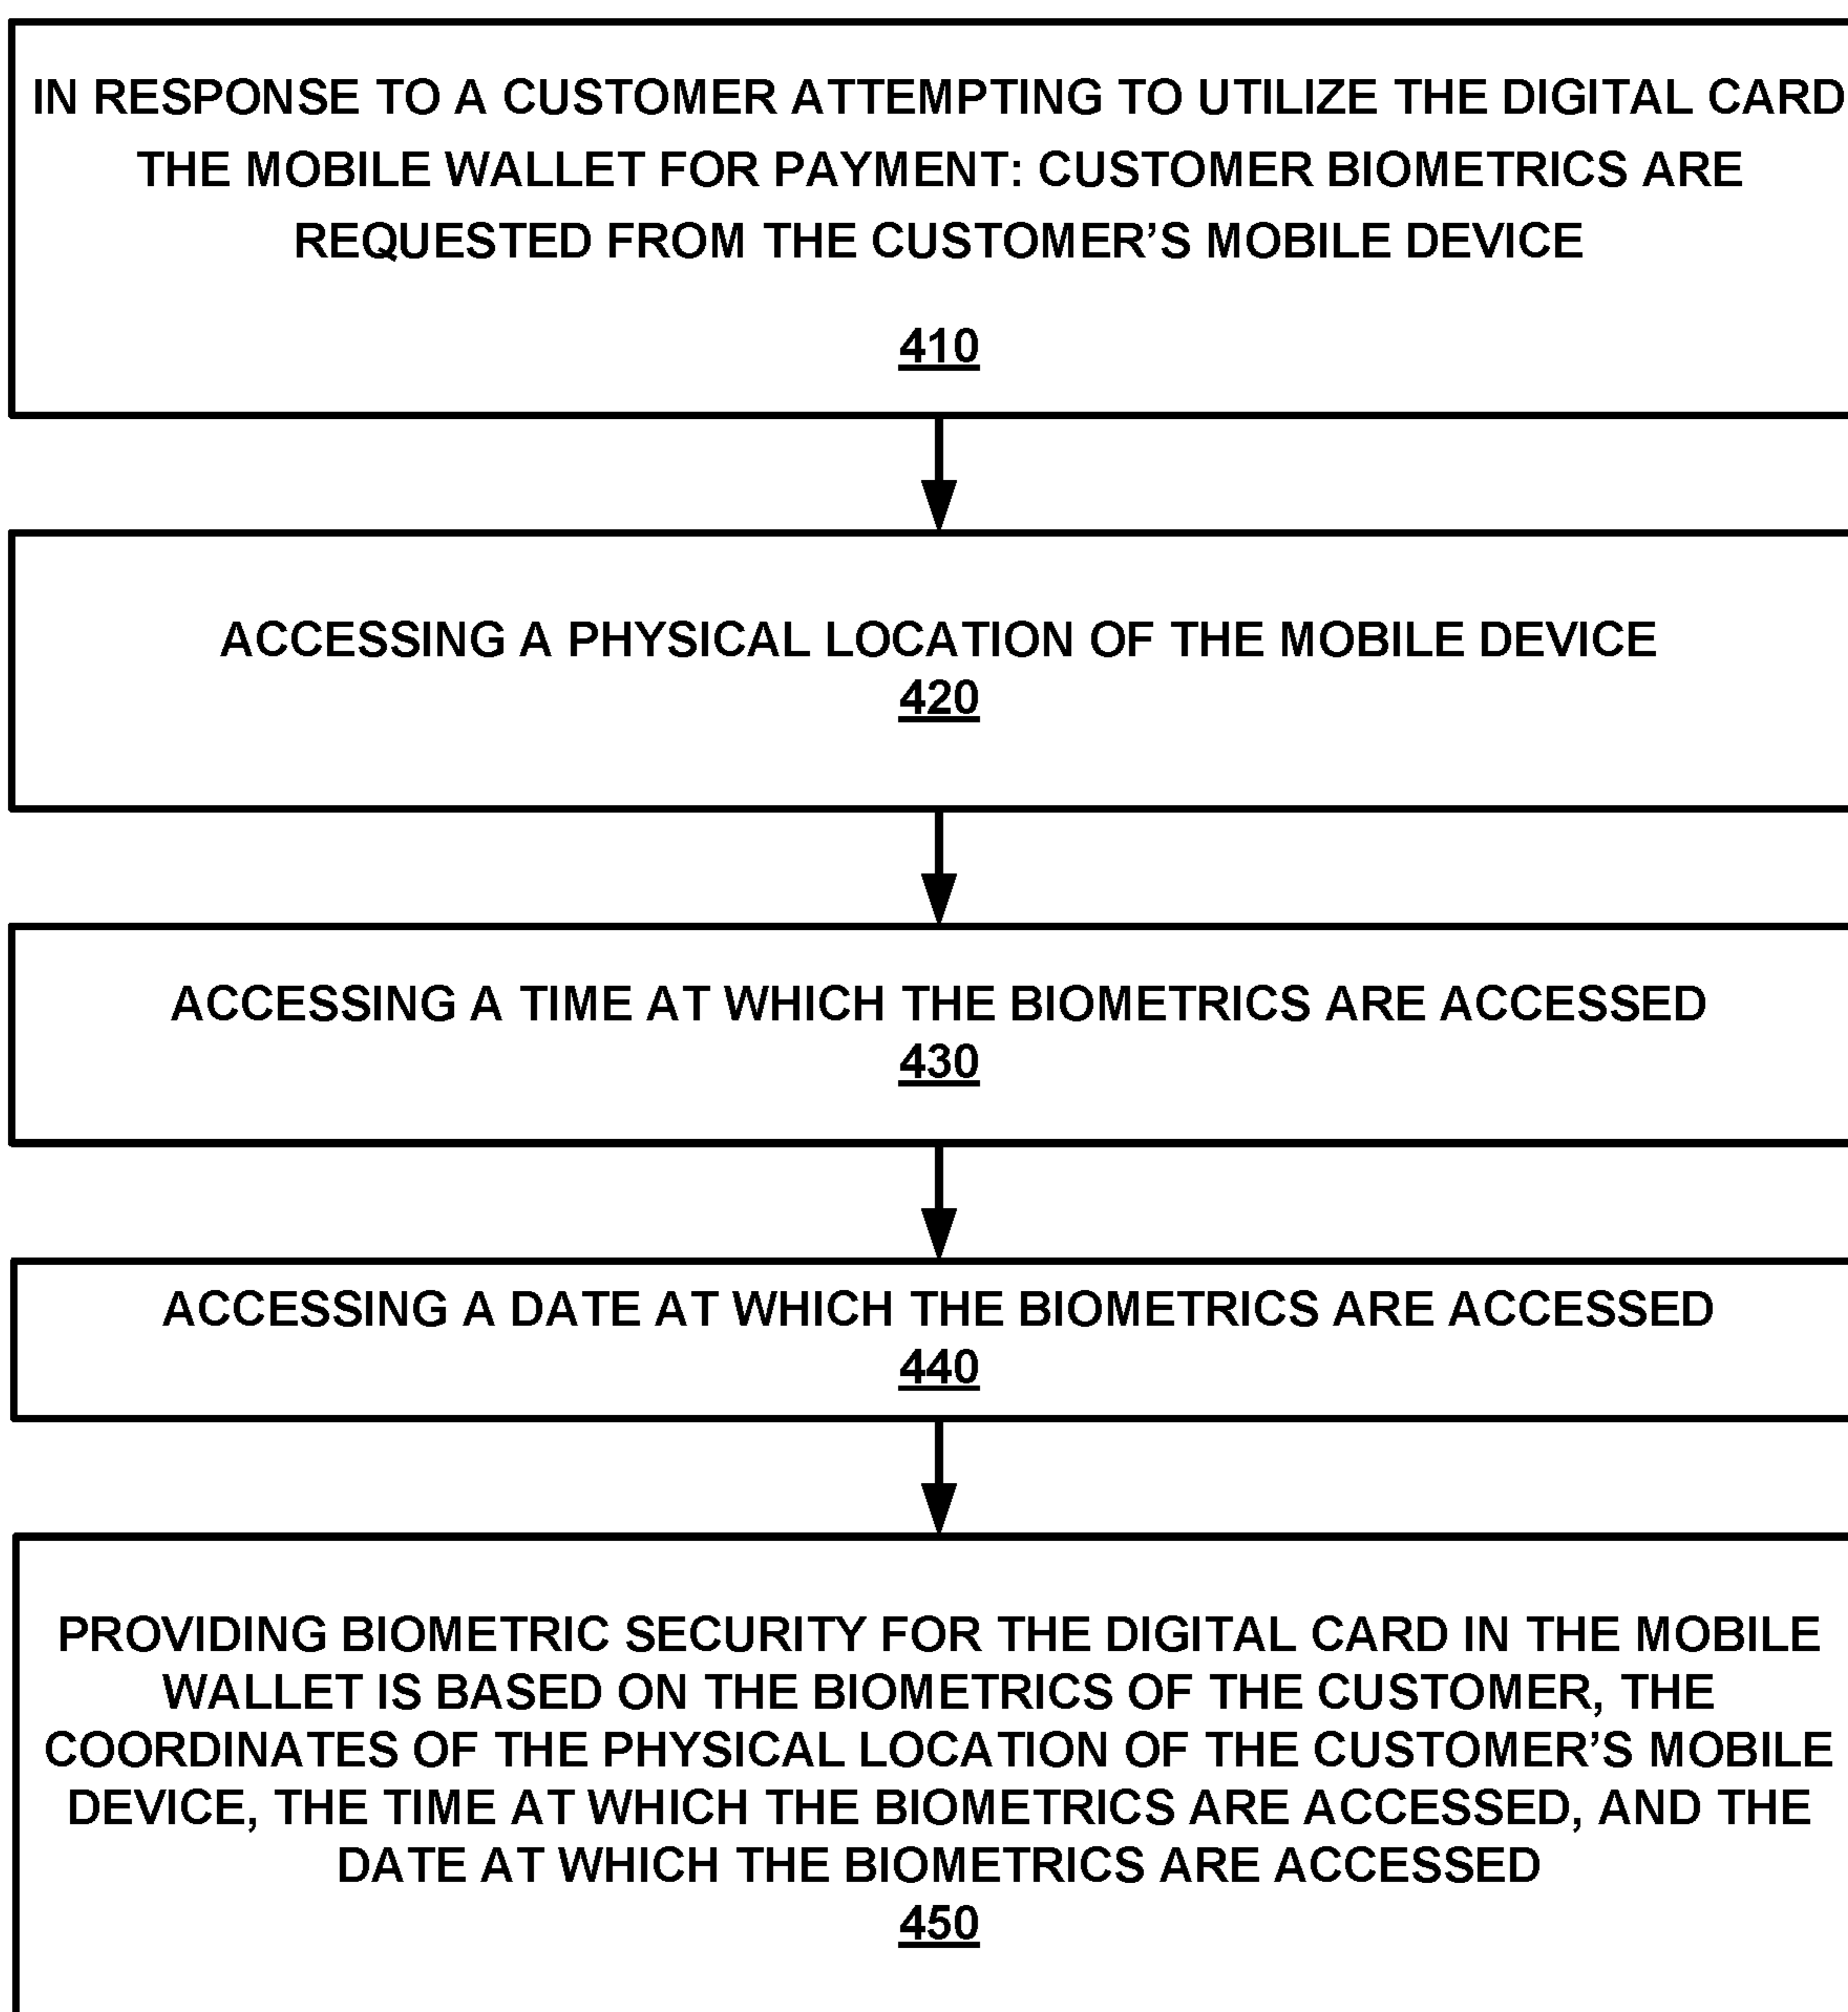 IN RESPONSE TO A CUSTOMER ATTEMPTING TO UTILIZE THE DIGITAL CARD
THE MOBILE WALLET FOR PAYMENT: CUSTOMER BIOMETRICS ARE
REQUESTED FROM THE CUSTOMER’S MOBILE DEVICE
410
ACCESSING A PHYSICAL LOCATION OF THE MOBILE DEVICE
420
ACCESSING A TIME AT WHICH THE BIOMETRICS ARE ACCESSED
430
ACCESSING A DATE AT WHICH THE BIOMETRICS ARE ACCESSED
440
PROVIDING BIOMETRIC SECURITY FOR THE DIGITAL CARD IN THE MOBILE
WALLET IS BASED ON THE BIOMETRICS OF THE CUSTOMER, THE
COORDINATES OF THE PHYSICAL LOCATION OF THE CUSTOMER’S MOBILE
DEVICE, THE TIME AT WHICH THE BIOMETRICS ARE ACCESSED, AND THE
DATE AT WHICH THE BIOMETRICS ARE ACCESSED
450